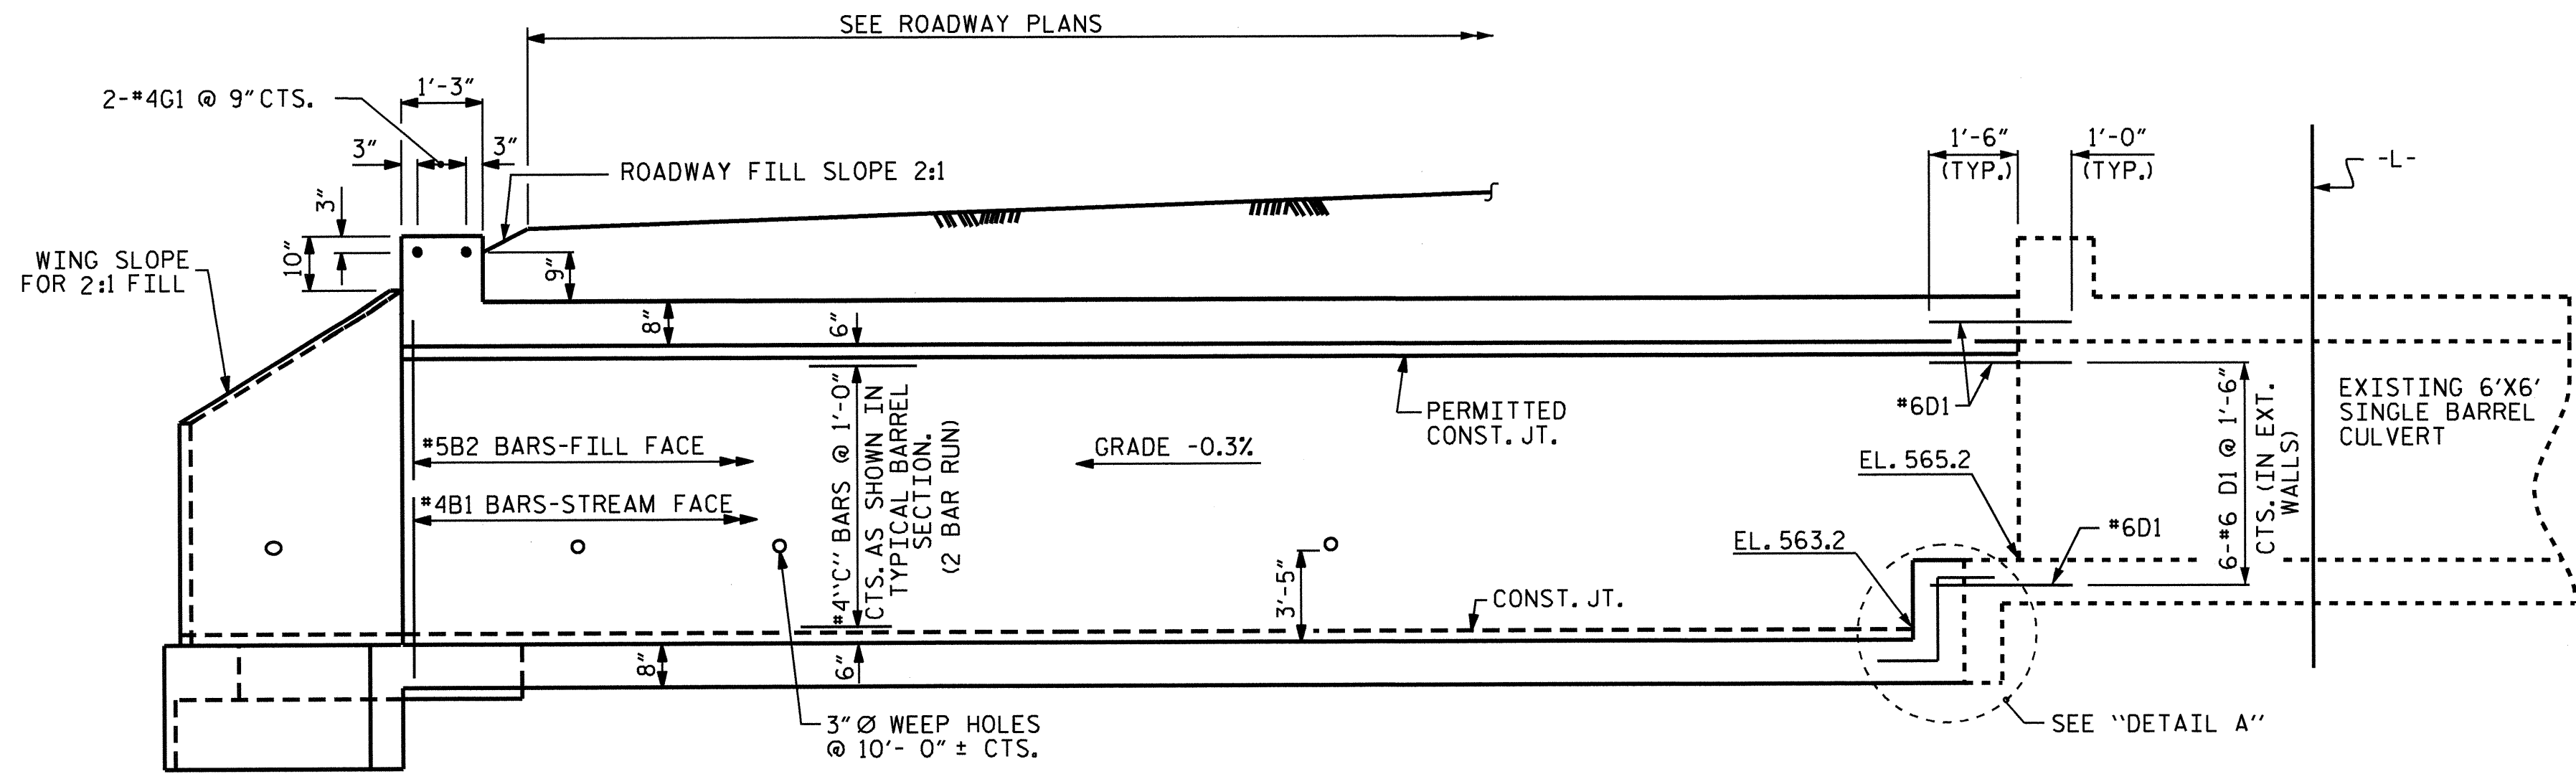 SEE ROADWAY PLANS
1'-3"
2-#4G1 @ 9" CTS.
3"
3"
ROADWAY FILL SLOPE 2:1
1'-6"
(TYP.)
1'-0"
(TYP.)
-L-
3"
10"
WING SLOPE
FOR 2:1 FILL
9"
8"
6"
#4"C" BARS @ 1'-0"
CTS. AS SHOWN IN
TYPICAL BARREL
SECTION.
(2 BAR RUN)
PERMITTED
CONST. JT.
#6D1
6-#6 D1 @ 1'-6"
CTS. (IN EXT.
WALLS)
EXISTING 6'X6'
SINGLE BARREL
CULVERT
#5B2 BARS-FILL FACE
GRADE -0.3%
EL. 565.2
#4B1 BARS-STREAM FACE
EL. 563.2
#6D1
3'-5"
CONST. JT.
8"
6"
3" Ø WEEP HOLES
@ 10'- 0" ± CTS.
SEE "DETAIL A"